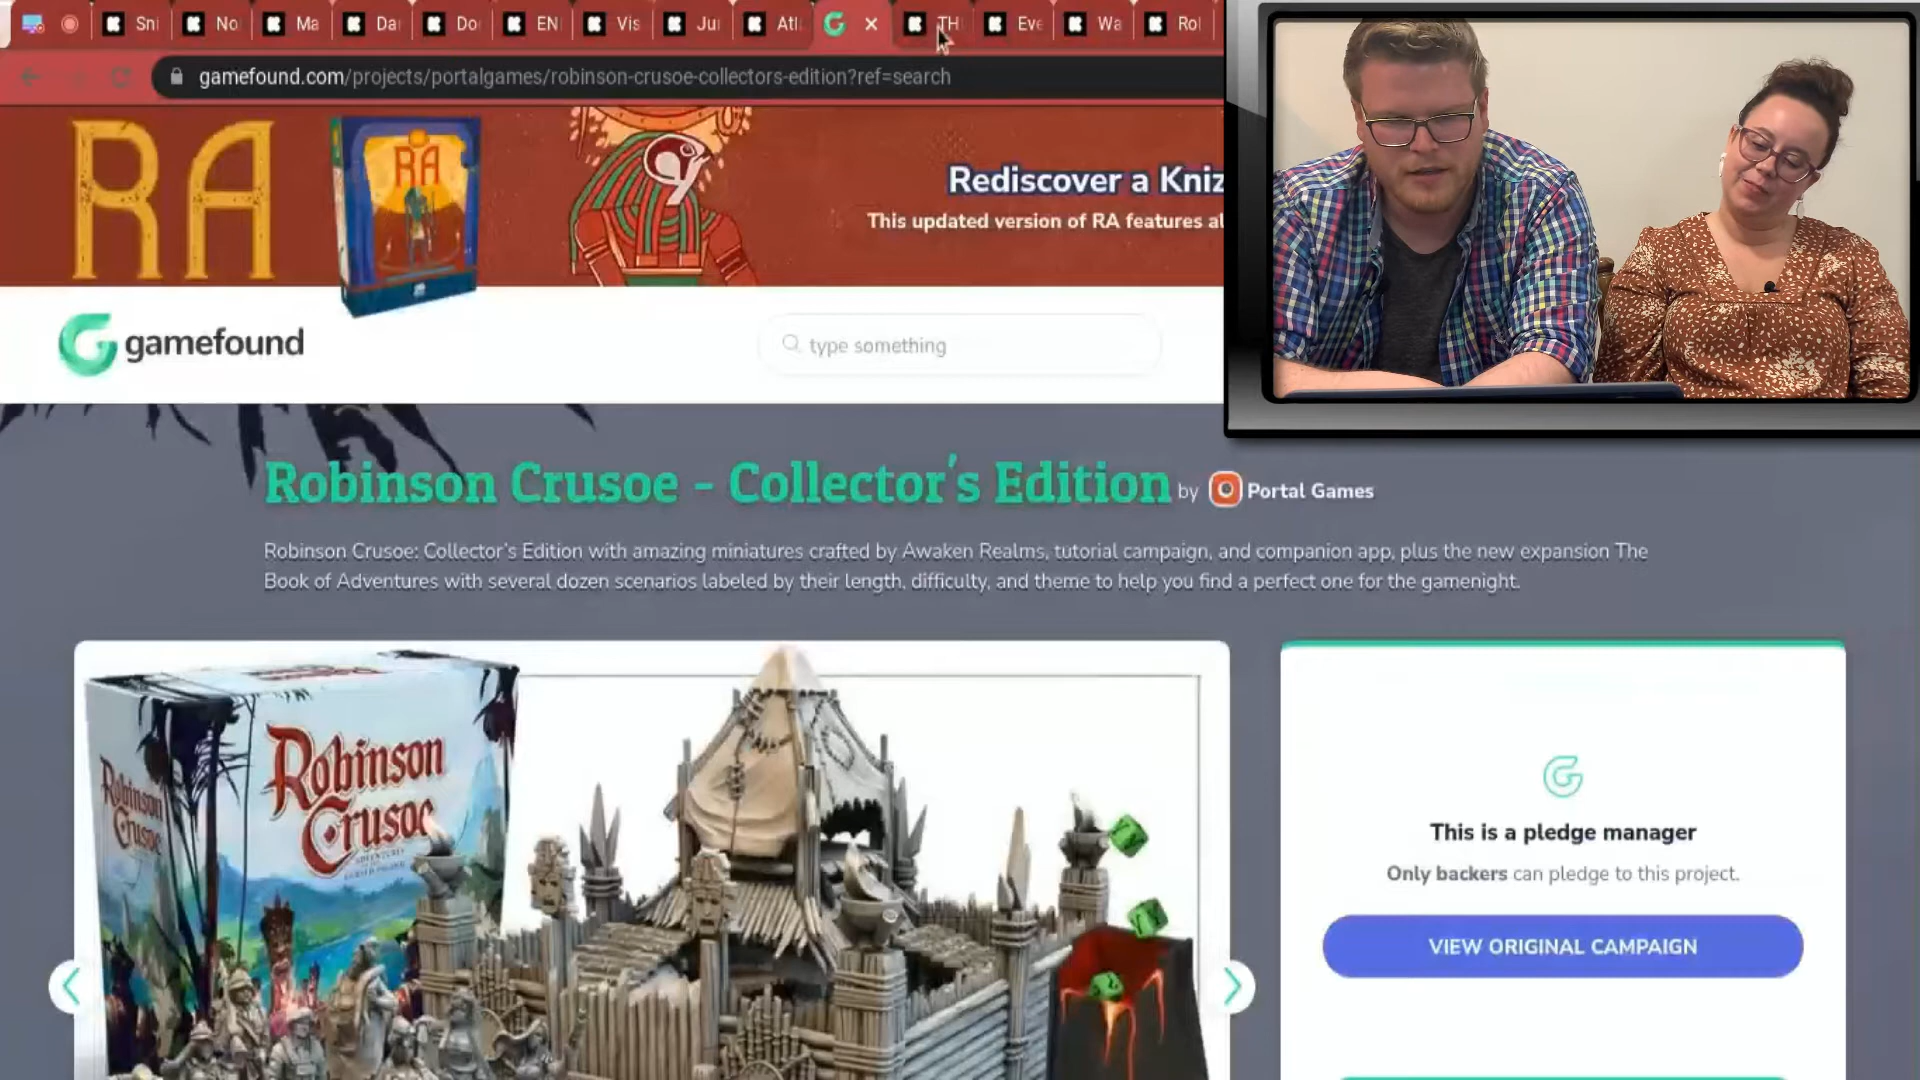 Sni
No
Ma
Da
Do
EN
Vis
Ju
Atl
TH
Eve
Wa
Ro
gamefound.com/projects/portalgames/robinson-crusoe-collectors-edition?ref=search
RA
RA
Rediscover a Kniz
This updated version of RA features al
gamefound
type something
Robinson Crusoe - Collector's Edition by Portal Games
Robinson Crusoe: Collector's Edition with amazing miniatures crafted by Awaken Realms, tutorial campaign, and companion app, plus the new expansion The
Book of Adventures with several dozen scenarios labeled by their length, difficulty, and theme to help you find a perfect one for the gamenight.
Robinson
Crusoe
Robinson
Crusoe
This is a pledge manager
Only backers can pledge to this project.
VIEW ORIGINAL CAMPAIGN